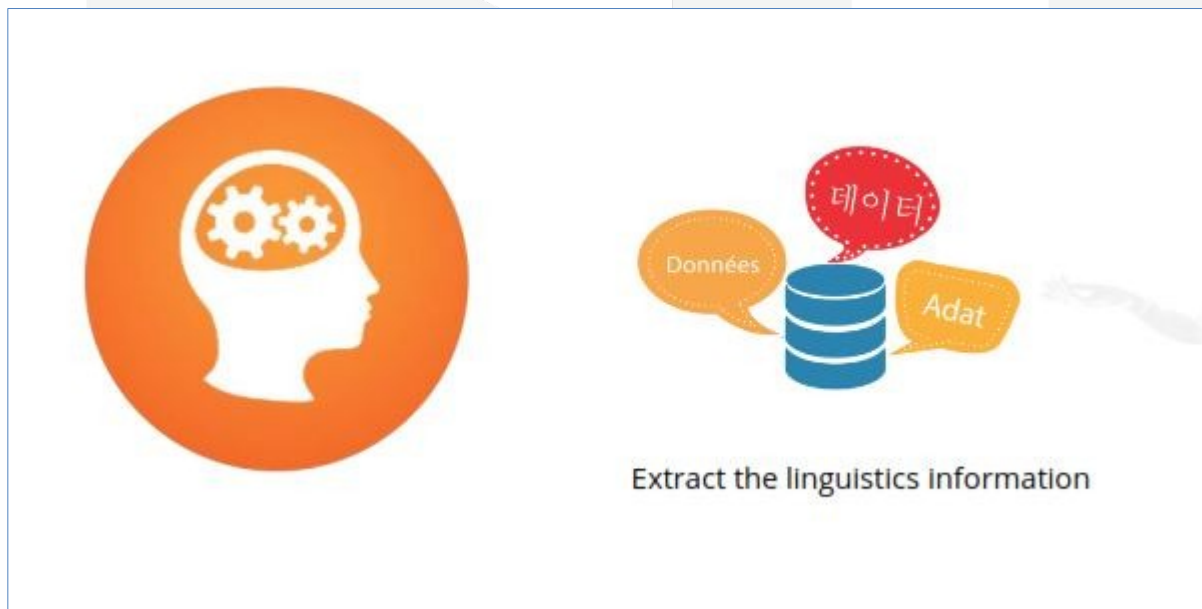 데이터
Données
Adat
Extract the linguistics information